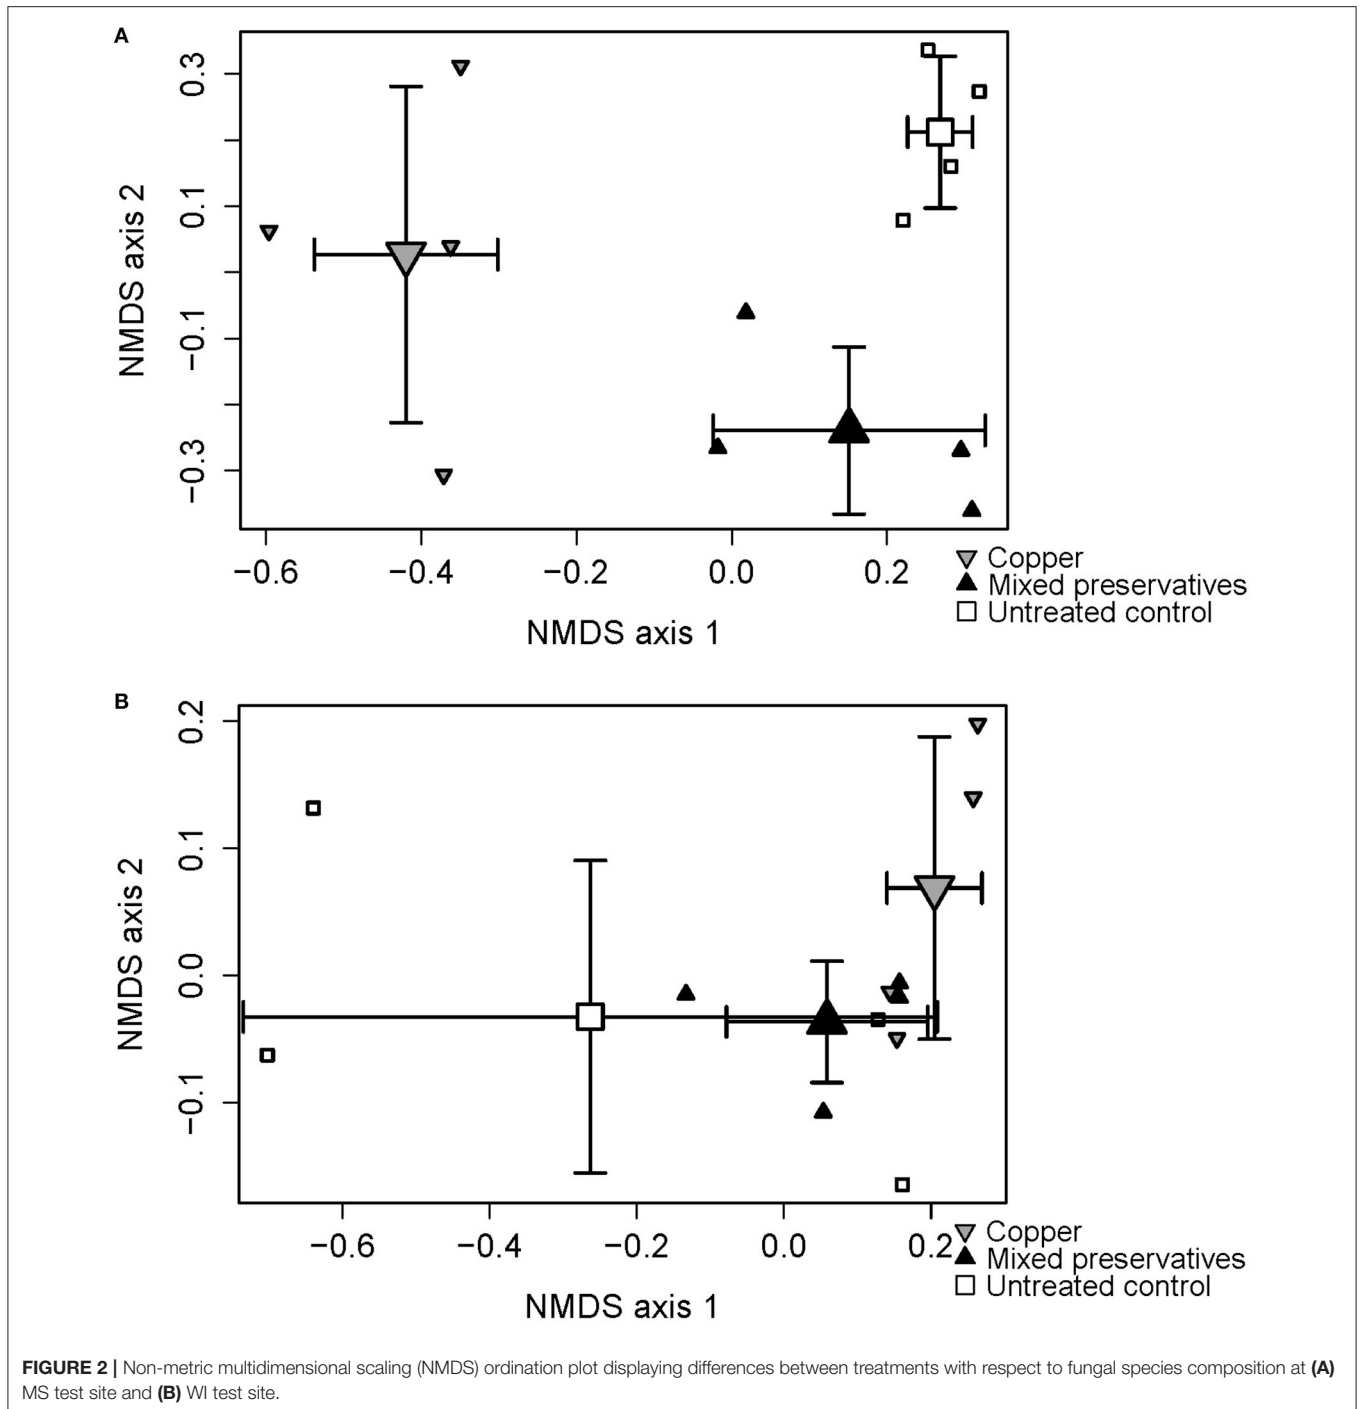 A
0.3
0.1
−0.1
−0.3
NMDS axis 2
−0.6 −0.4 −0.2 0.0 0.2
NMDS axis 1
Copper
Mixed preservatives
Untreated control
B
0.2
0.1
0.0
−0.1
NMDS axis 2
−0.6 −0.4 −0.2 0.0 0.2
NMDS axis 1
Copper
Mixed preservatives
Untreated control
FIGURE 2 | Non-metric multidimensional scaling (NMDS) ordination plot displaying differences between treatments with respect to fungal species composition at (A)
MS test site and (B) WI test site.